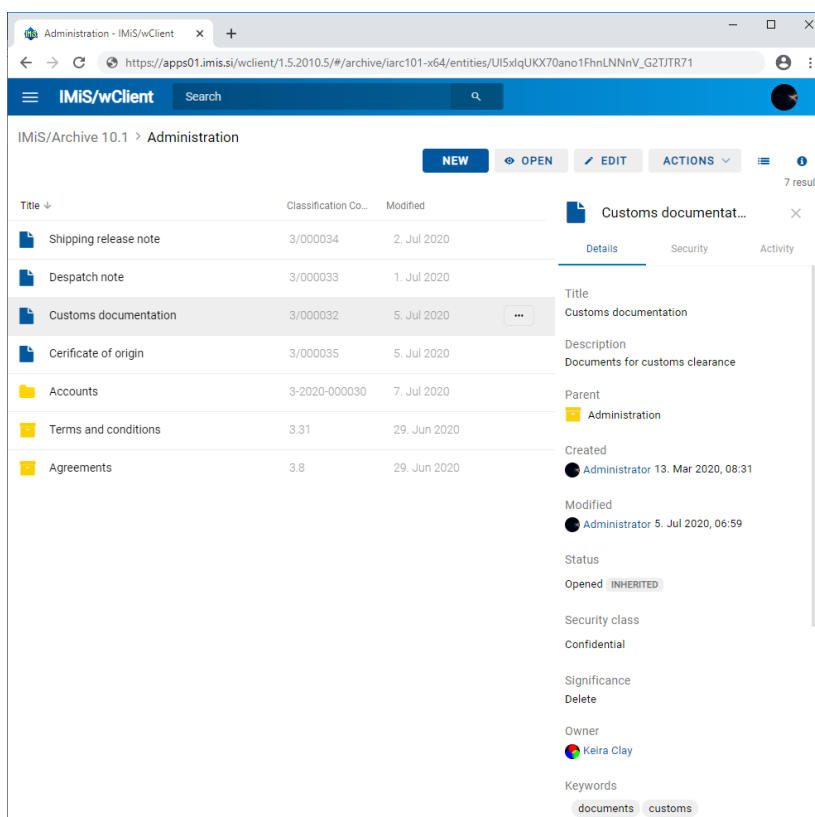 Administration - IMiS/wClient
https://apps01.imis.si/wclient/1.5.2010.5/#/archive/iarc101-x64/entities/UI5xlqUKX70ano1FhnLNNnV_G2TJTR71
IMiS/wClient Search
IMiS/Archive 10.1 > Administration
NEW OPEN EDIT ACTIONS
7 resul
Title Classification Co... Modified
Shipping release note 3/000034 2. Jul 2020
Despatch note 3/000033 1. Jul 2020
Customs documentation 3/000032 5. Jul 2020
Cerificate of origin 3/000035 5. Jul 2020
Accounts 3-2020-000030 7. Jul 2020
Terms and conditions 3.31 29. Jun 2020
Agreements 3.8 29. Jun 2020
Customs documentat...
Details Security Activity
Title
Customs documentation
Description
Documents for customs clearance
Parent
Administration
Created
Administrator 13. Mar 2020, 08:31
Modified
Administrator 5. Jul 2020, 06:59
Status
Opened INHERITED
Security class
Confidential
Significance
Delete
Owner
Keira Clay
Keywords
documents customs